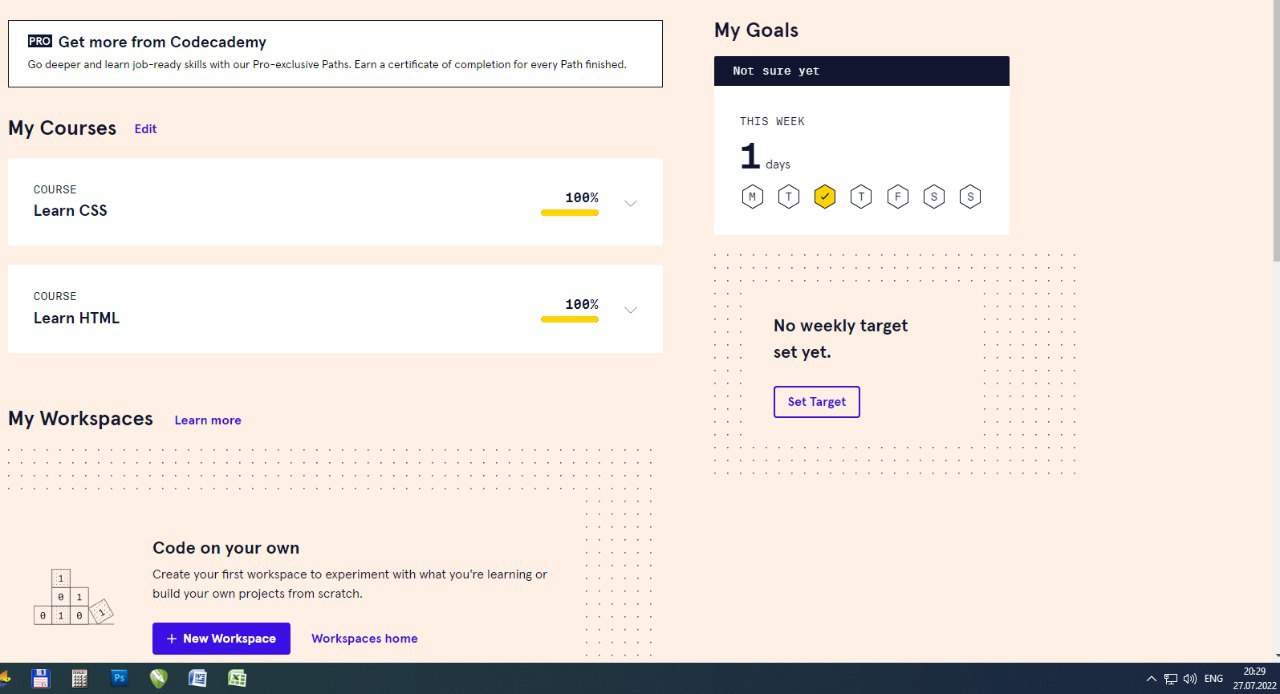 PRO Get more from Codecademy
Go deeper and learn job-ready skills with our Pro-exclusive Paths. Earn a certificate of completion for every Path finished.
My Courses Edit
COURSE
Learn CSS
100%
COURSE
Learn HTML
100%
My Workspaces Learn more
Code on your own
Create your first workspace to experiment with what you're learning or
build your own projects from scratch.
+ New Workspace Workspaces home
1
0 1
0 1 0 1
My Goals
Not sure yet
THIS WEEK
1 days
M T T F S S
No weekly target
set yet.
Set Target
Ps
ENG
20:29
27.07.2022